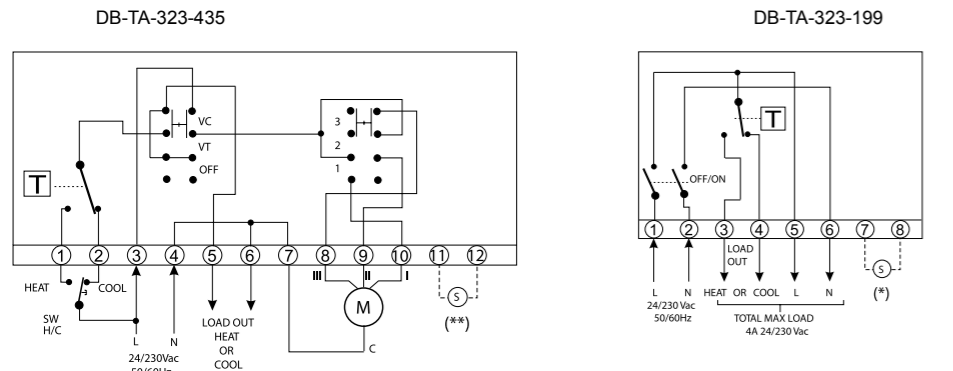 DB-TA-323-435
DB-TA-323-199
VC
VT
OFF
3
2
1
T
1 2 3 4 5 6 7 8 9 10 11 12
HEAT
COOL
SW
H/C
L
N
24/230Vac
50/60Hz
LOAD OUT
HEAT
OR
COOL
III
II
I
M
C
S
(**)
T
OFF/ON
1 2 3 4 5 6 7 8
LOAD
OUT
L N HEAT OR COOL L N
24/230 Vac
50/60Hz
TOTAL MAX LOAD
4A 24/230 Vac
S
(*)